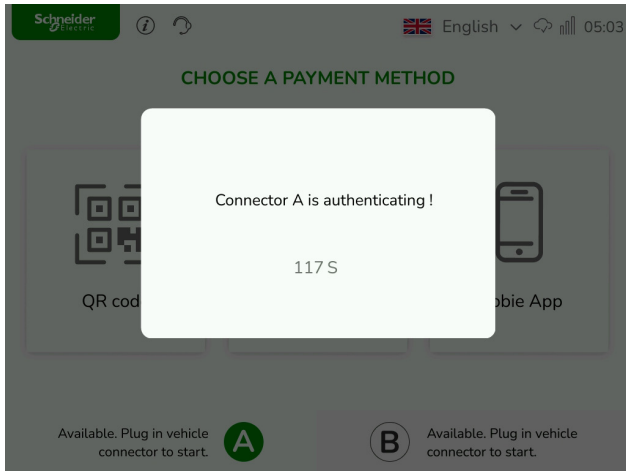 Schneider
Electric
English
05:03
CHOOSE A PAYMENT METHOD
Connector A is authenticating !
117 S
QR cod
obie App
Available. Plug in vehicle
connector to start.
A
B
Available. Plug in vehicle
connector to start.